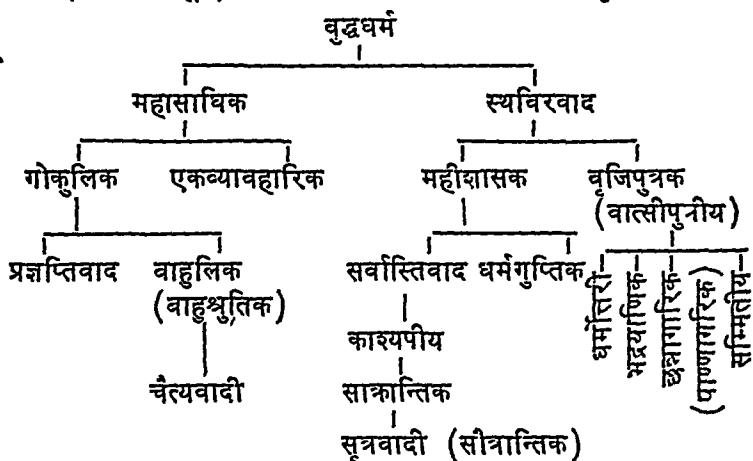 वुद्धधर्म
महासाघिक स्थविरवाद
गोकुलिक एकव्यावहारिक महीशासक वृजिपुत्रक
(वात्सीपुत्रीय)
प्रज्ञप्तिवाद वाहुलिक सर्वास्तिवाद धर्मगुप्तिक
(वाहुश्रुतिक)
धर्मोत्तरी
भद्रयाणिक
छन्नागारिक
(पाण्णागरिक)
सम्मितीय
काश्यपीय
चैत्यवादी साक्रान्तिक
सूत्रवादी (सौत्रान्तिक)